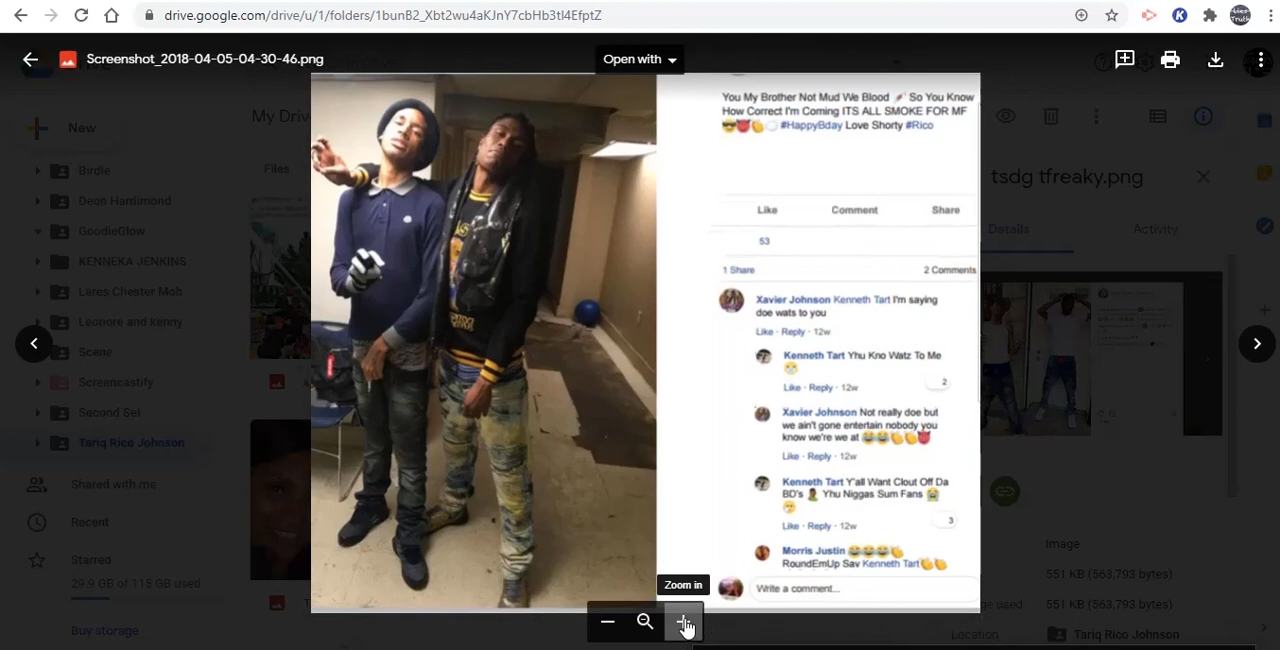 drive.google.com/drive/u/1/folders/1bunB2_Xbt2wu4aKJnY7cbHb3tI4EfptZ
Screenshot_2018-04-05-04-30-46.png
Open with
New
My Drive
Files
Birdie
Deon Hardimond
GoodieGlow
KENNEKA JENKINS
Lares Chester Mob
Leonore and kenny
Scene
Screencastify
Second Sel
Tariq Rico Johnson
Shared with me
Recent
Starred
29.9 GB of 115 GB used
Buy storage
You My Brother Not Mud We Blood 💉 So You Know
How Correct I'm Coming ITS ALL SMOKE FOR MF
😎😈👏💭 #HappyBday Love Shorty #Rico
Like Comment Share
53
1 Share 2 Comments
Xavier Johnson Kenneth Tart I'm saying
doe wats to you
Like · Reply · 12w
Kenneth Tart Yhu Kno Watz To Me
Like · Reply · 12w
2
Xavier Johnson Not really doe but
we ain't gone entertain nobody you
know we're we at 😂😂👏👏😈
Like · Reply · 12w
Kenneth Tart Y'all Want Clout Off Da
BD's Yhu Niggas Sum Fans
Like · Reply · 12w
3
Morris Justin 😂😂😂👏
RoundEmUp Sav Kenneth Tart👏👏
Write a comment...
Zoom in
tsdg tfreaky.png
Details
Activity
Image
551 KB (563,793 bytes)
551 KB (563,793 bytes)
Location
Tariq Rico Johnson